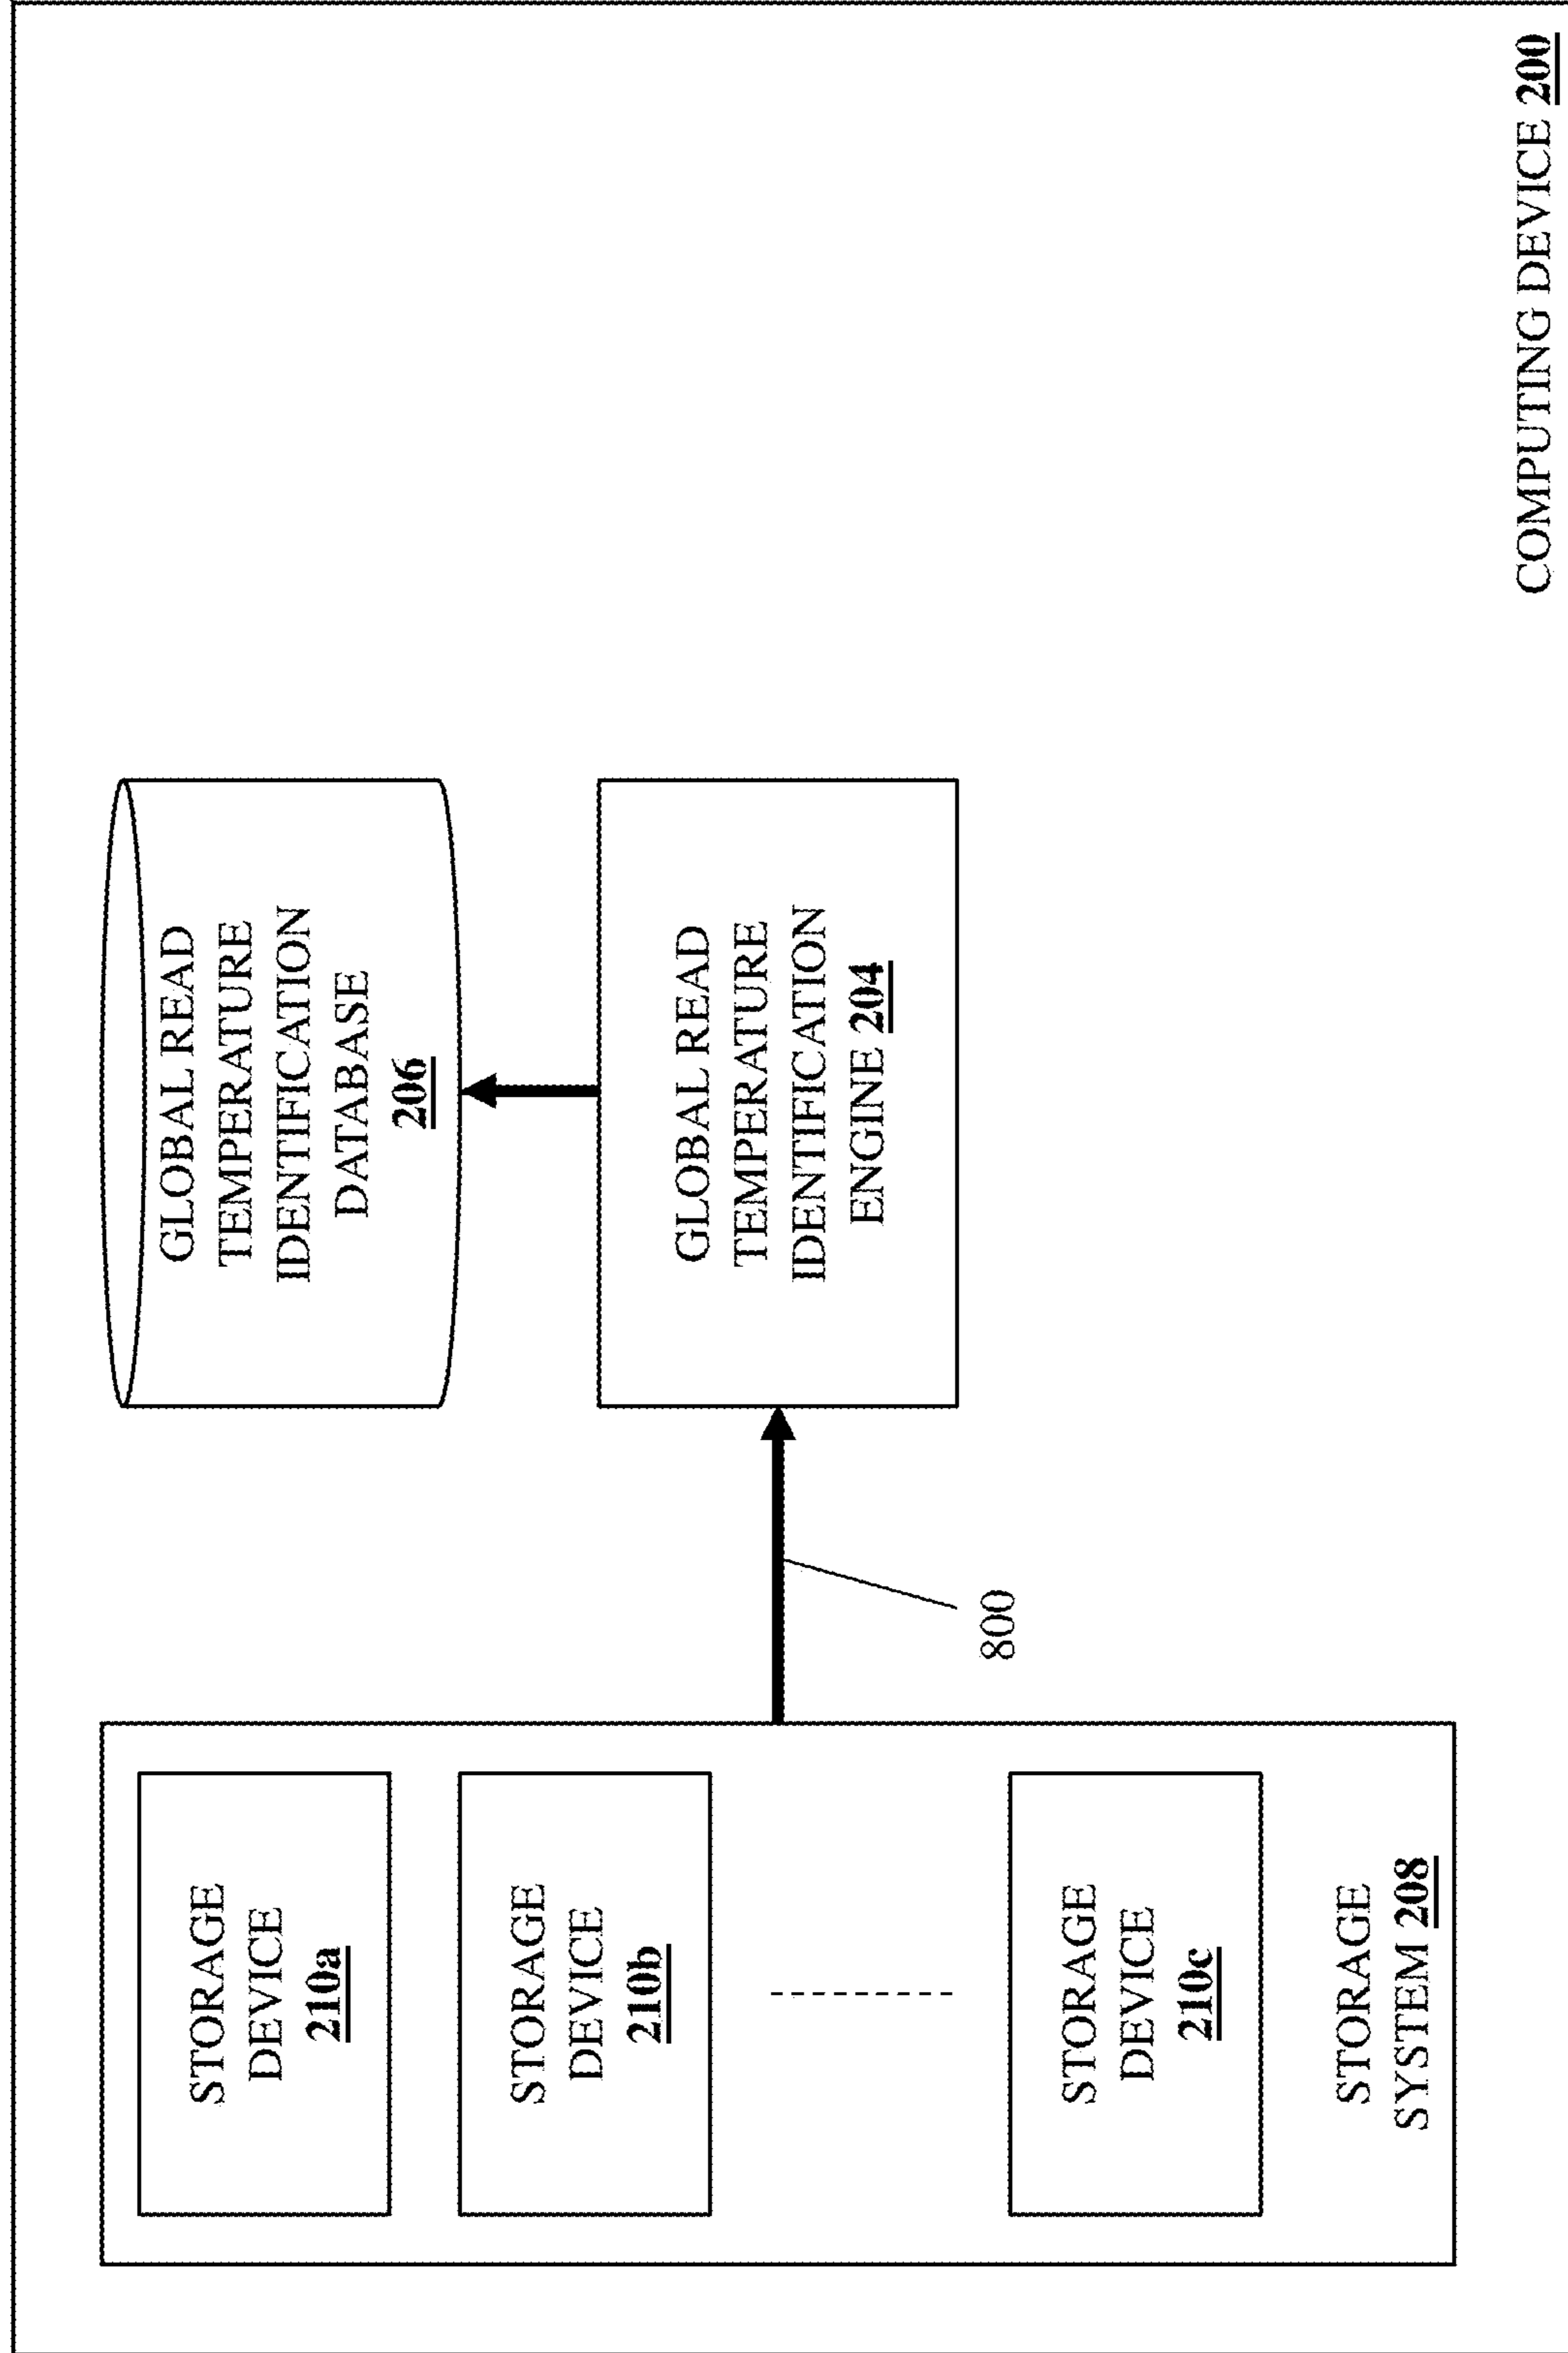 STORAGE
DEVICE
210a
STORAGE
DEVICE
210b
STORAGE
DEVICE
210c
STORAGE
SYSTEM 208
800
GLOBAL READ
TEMPERATURE
IDENTIFICATION
DATABASE
206
GLOBAL READ
TEMPERATURE
IDENTIFICATION
ENGINE 204
COMPUTING DEVICE 200